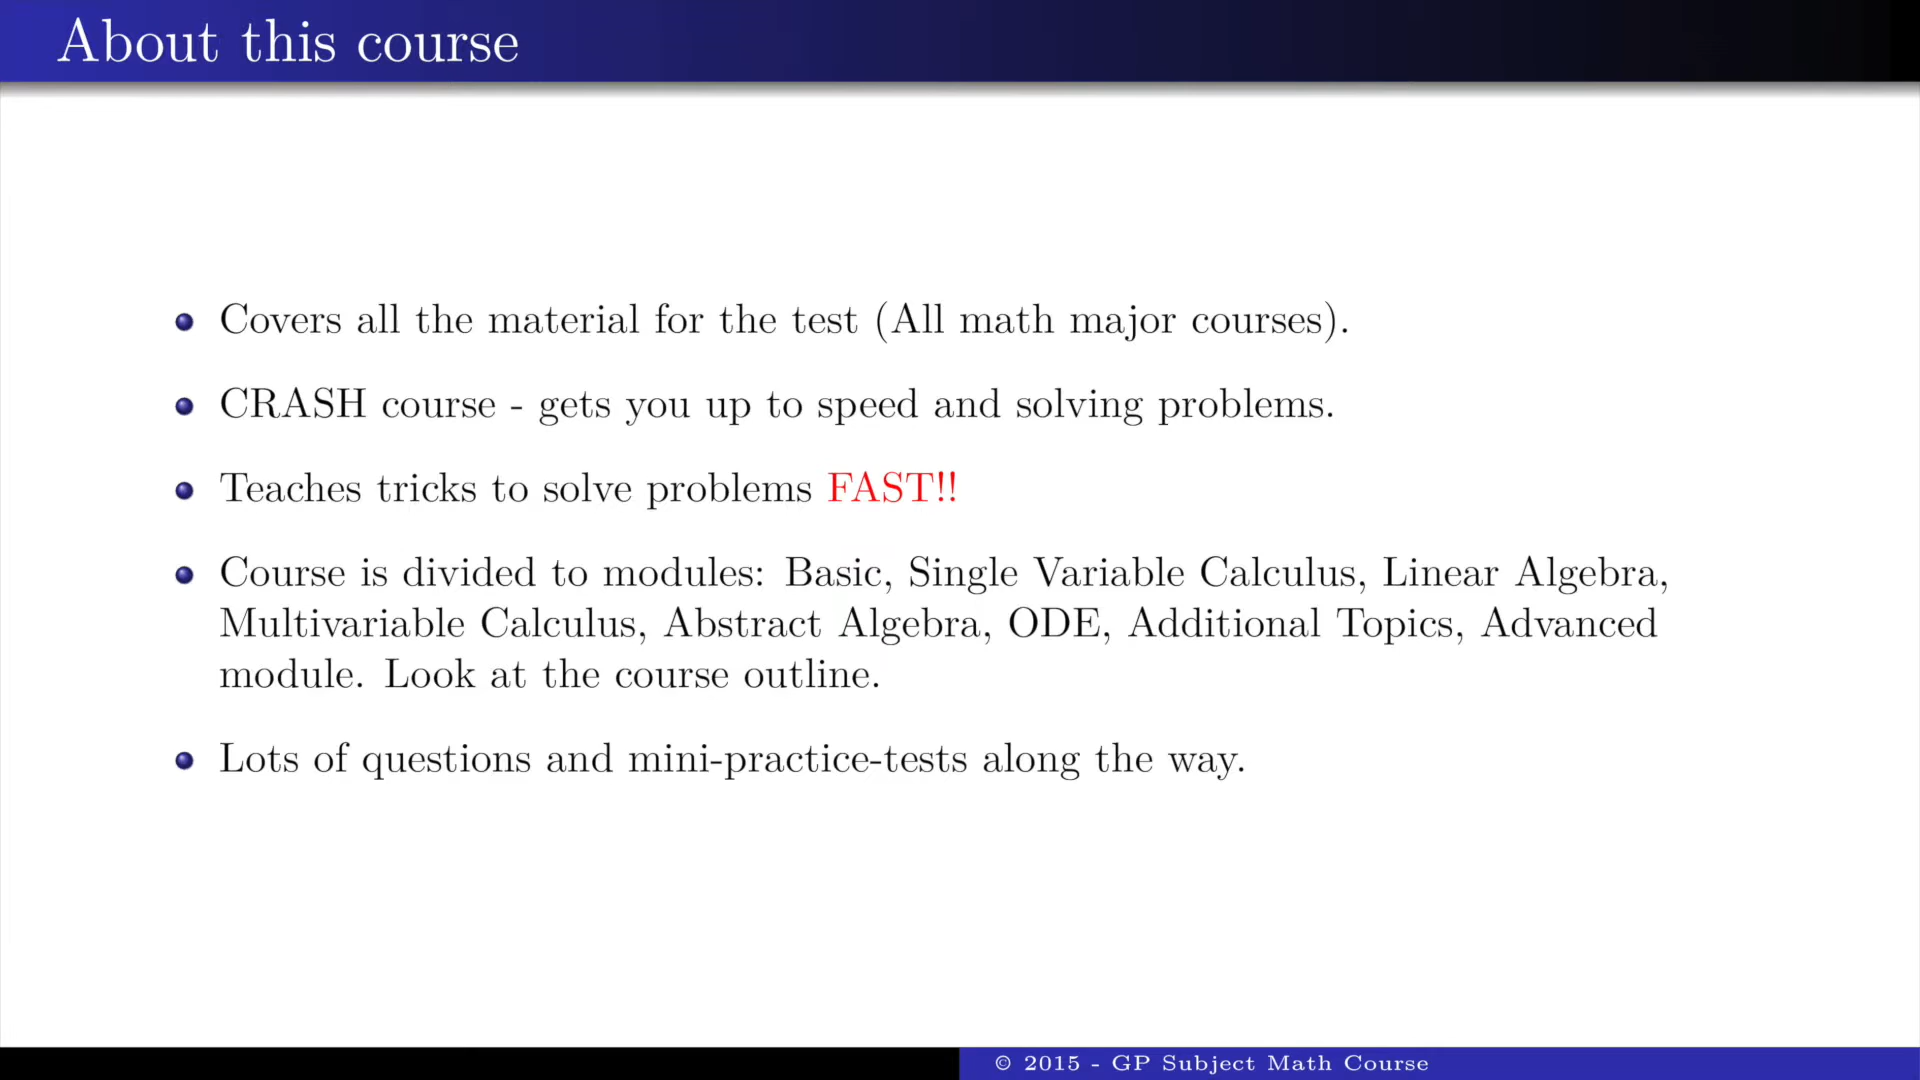 About this course
Covers all the material for the test (All math major courses).
CRASH course - gets you up to speed and solving problems.
Teaches tricks to solve problems FAST!!
Course is divided to modules: Basic, Single Variable Calculus, Linear Algebra,
Multivariable Calculus, Abstract Algebra, ODE, Additional Topics, Advanced
module. Look at the course outline.
Lots of questions and mini-practice-tests along the way.
© 2015 - GP Subject Math Course